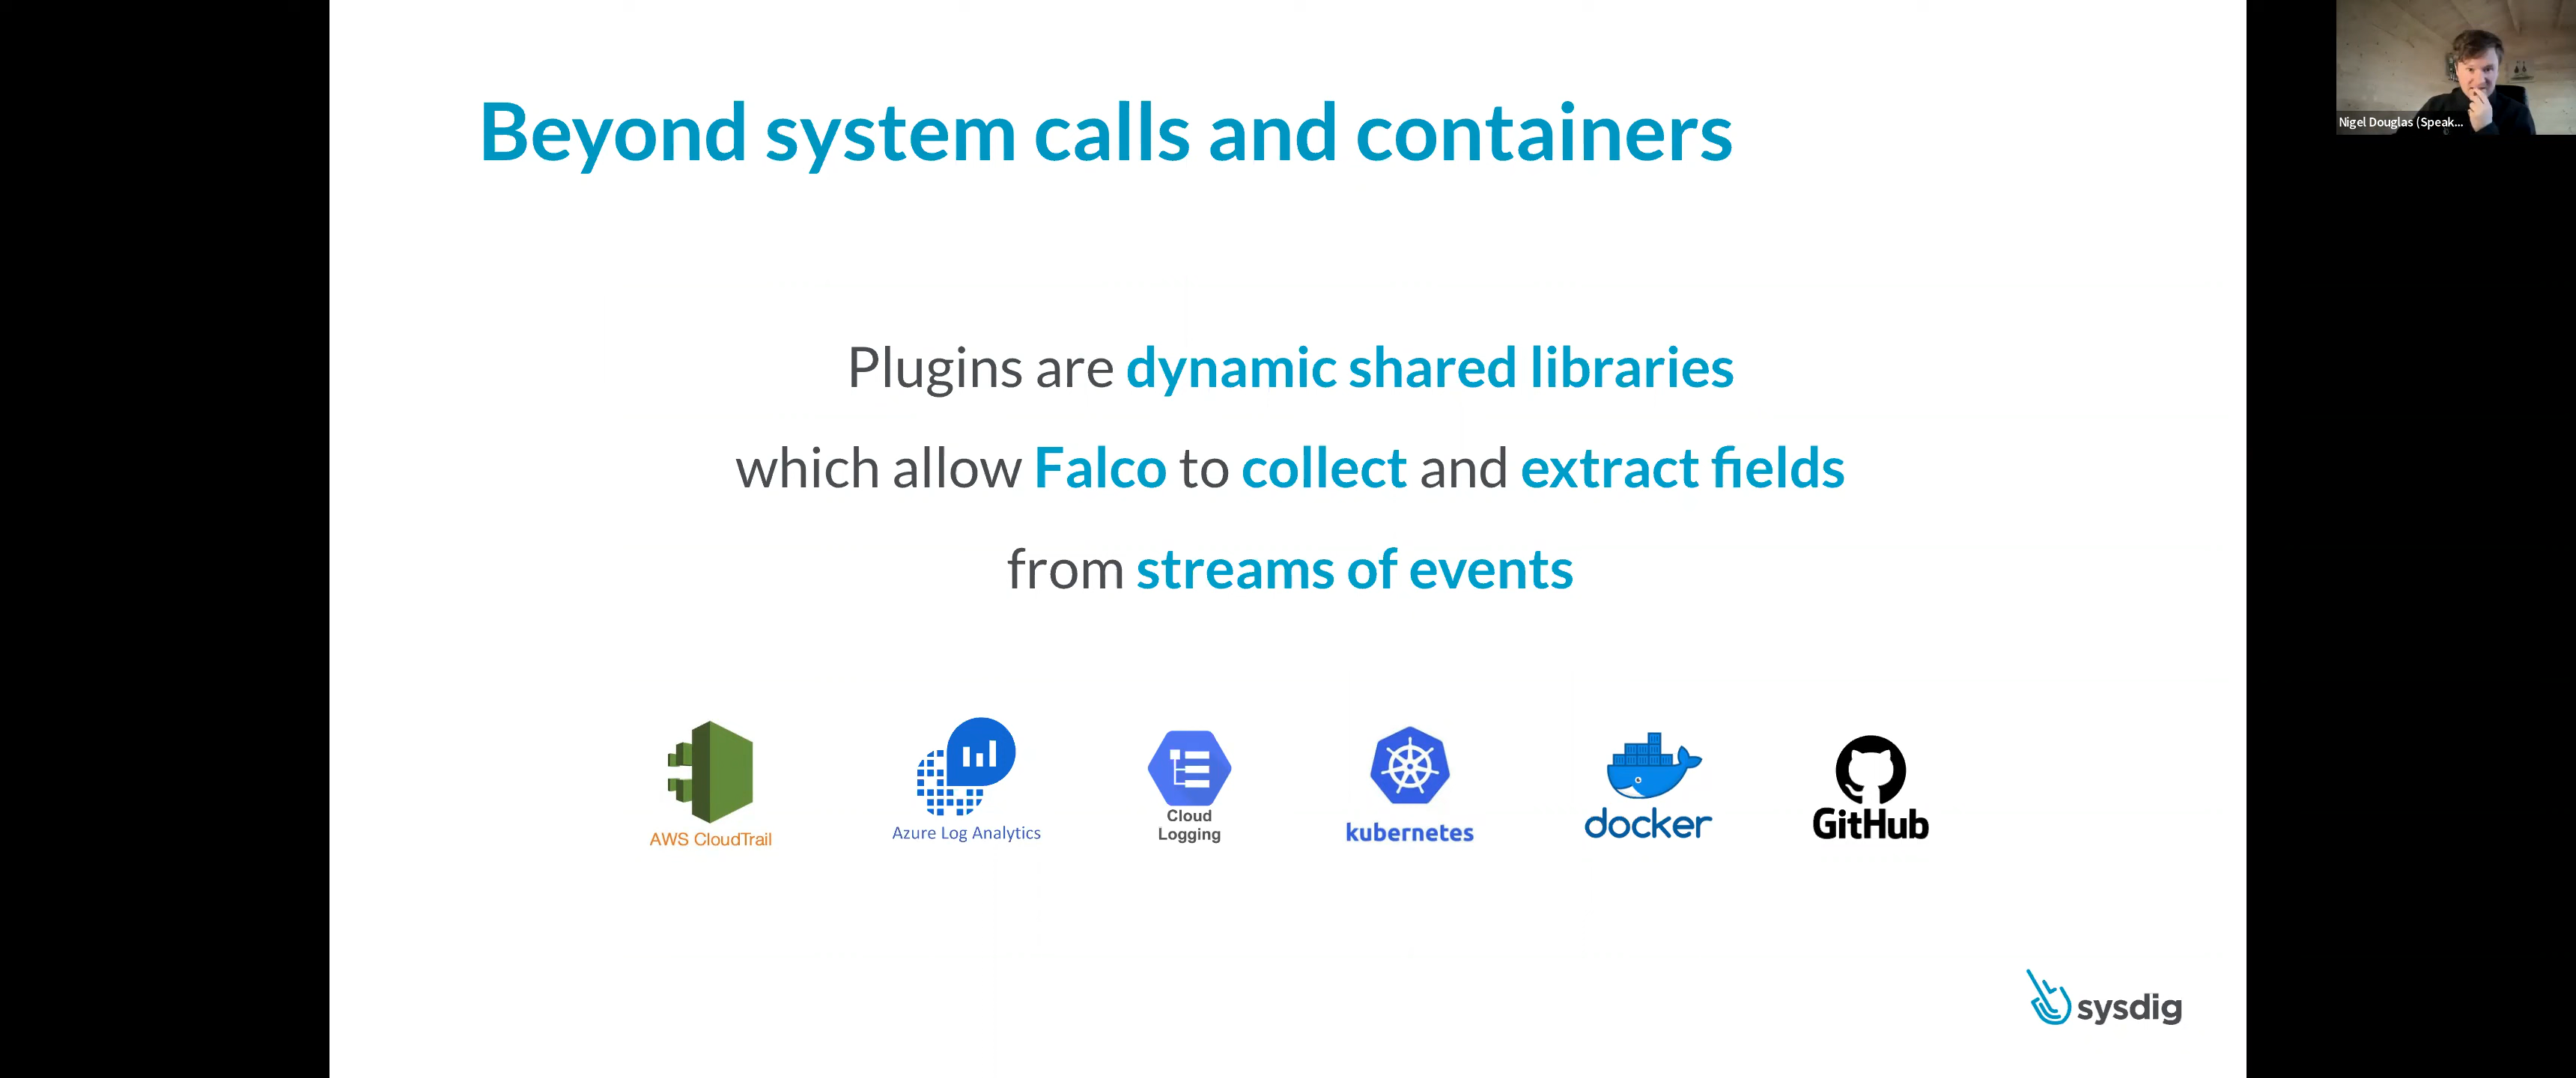 Beyond system calls and containers
Nigel Douglas (Speak...
Plugins are dynamic shared libraries
which allow Falco to collect and extract fields
from streams of events
AWS CloudTrail
Azure Log Analytics
Cloud
Logging
kubernetes
docker
GitHub
sysdig